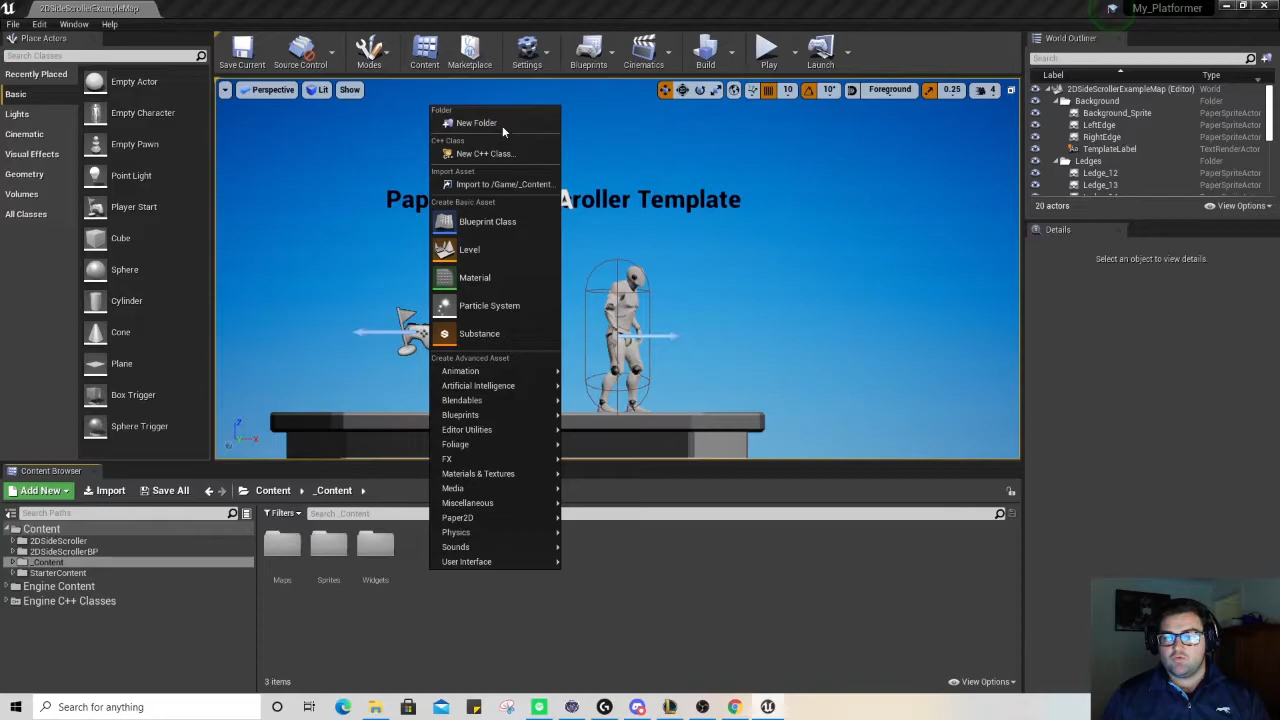 2DSideScrollerExampleMap
My_Platformer
File Edit Window Help
Place Actors
Search Classes
Recently Placed
Basic
Lights
Cinematic
Visual Effects
Geometry
Volumes
All Classes
Empty Actor
Empty Character
Empty Pawn
Point Light
Player Start
Cube
Sphere
Cylinder
Cone
Plane
Box Trigger
Sphere Trigger
Save Current
Source Control
Modes
Content
Marketplace
Settings
Blueprints
Cinematics
Build
Play
Launch
Perspective
Lit
Show
10
10°
Foreground
0.25
4
Folder
New Folder
C++ Class
New C++ Class...
Import Asset
Import to /Game/_Content...
Create Basic Asset
Blueprint Class
Level
Material
Particle System
Substance
Create Advanced Asset
Animation
Artificial Intelligence
Blendables
Blueprints
Editor Utilities
Foliage
FX
Materials & Textures
Media
Miscellaneous
Paper2D
Physics
Sounds
User Interface
World Outliner
Search
Label Type
2DSideScrollerExampleMap (Editor) World
Background Folder
Background_Sprite PaperSpriteActor
LeftEdge PaperSpriteActor
RightEdge PaperSpriteActor
TemplateLabel TextRenderActor
Ledges Folder
Ledge_12 PaperSpriteActor
Ledge_13 PaperSpriteActor
20 actors
View Options
Details
Select an object to view details.
Content Browser
Add New Import Save All Content _Content
Search Paths
Filters Search _Content
Content
2DSideScroller
2DSideScrollerBP
_Content
StarterContent
Engine Content
Engine C++ Classes
Maps Sprites Widgets
3 items
View Options
Search for anything